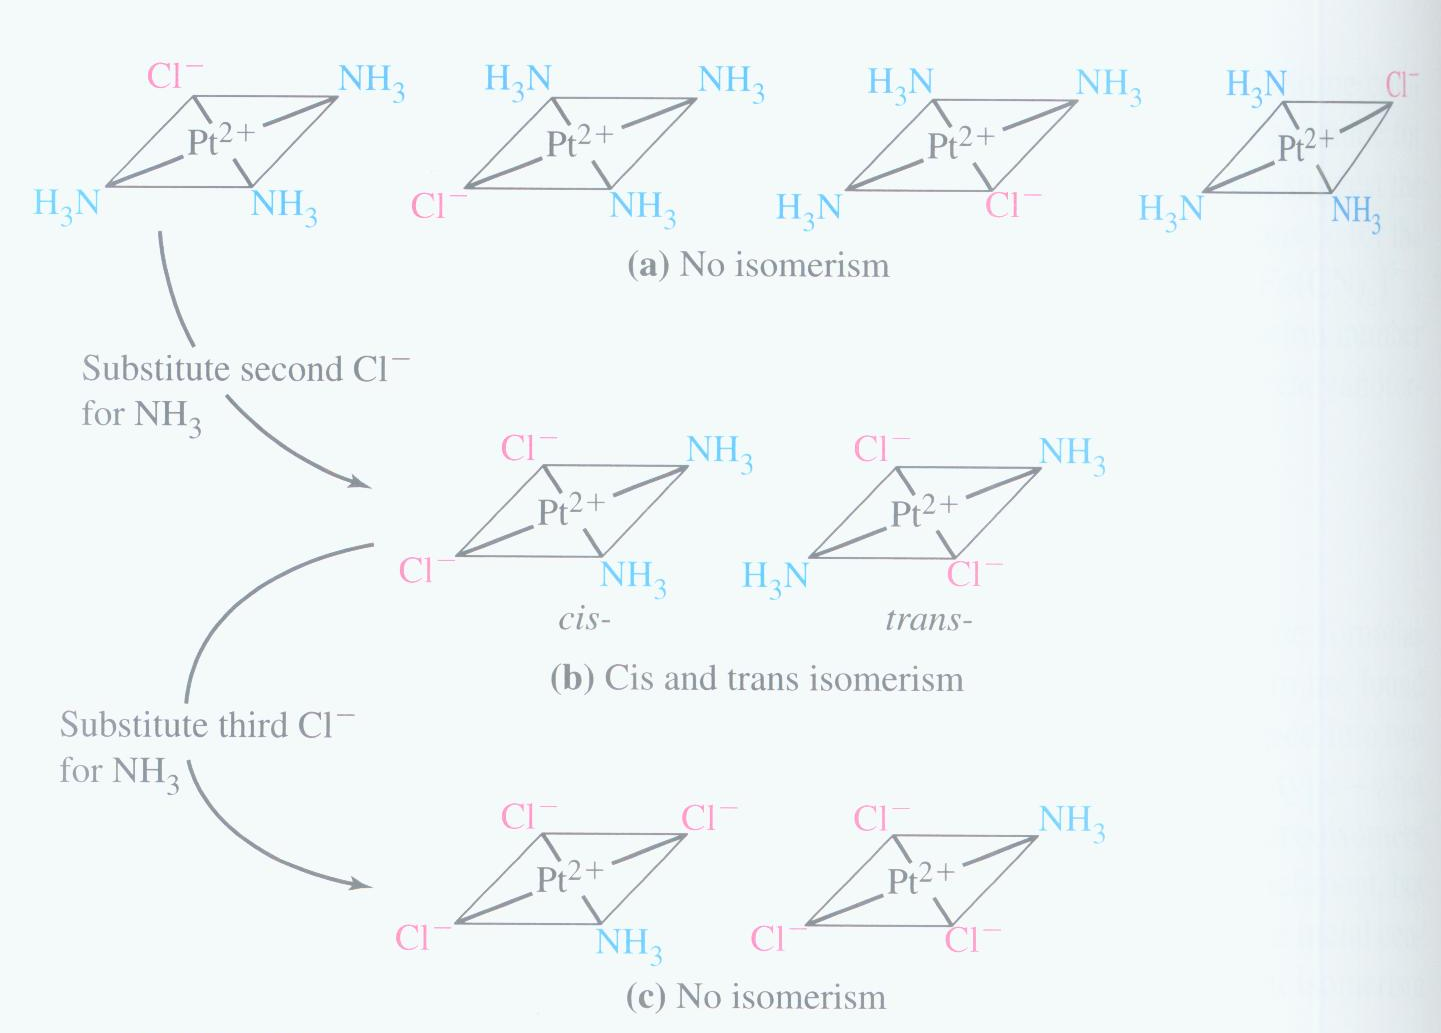 Cl⁻ NH₃ H₃N NH₃ H₃N NH₃ H₃N Cl⁻
Pt²⁺ Pt²⁺ Pt²⁺ Pt²⁺
H₃N NH₃ Cl⁻ NH₃ H₃N Cl⁻ H₃N NH₃
(a) No isomerism
Substitute second Cl⁻
for NH₃
Cl⁻ NH₃ Cl⁻ NH₃
Pt²⁺ Pt²⁺
Cl⁻ NH₃ H₃N Cl⁻
cis- trans-
(b) Cis and trans isomerism
Substitute third Cl⁻
for NH₃
Cl⁻ Cl⁻ Cl⁻ NH₃
Pt²⁺ Pt²⁺
Cl⁻ NH₃ Cl⁻ Cl⁻
(c) No isomerism